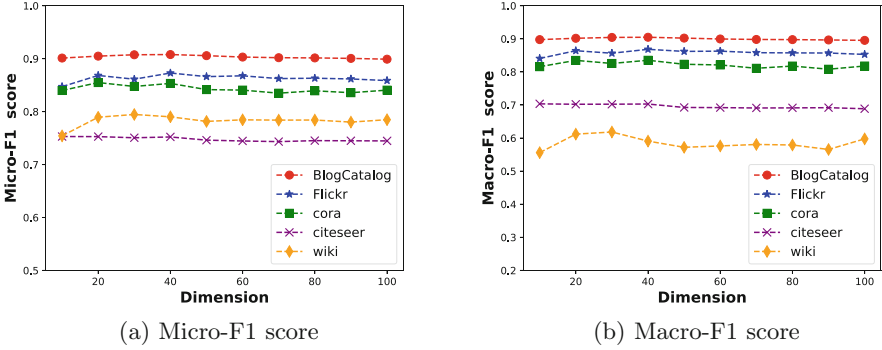 1.0
0.9
0.8
0.7
0.6
0.5
Micro-F1 score
20 40 60 80 100
Dimension
BlogCatalog
Flickr
cora
citeseer
wiki
(a) Micro-F1 score
1.0
0.9
0.8
0.7
0.6
0.5
0.4
0.3
0.2
Macro-F1 score
20 40 60 80 100
Dimension
BlogCatalog
Flickr
cora
citeseer
wiki
(b) Macro-F1 score